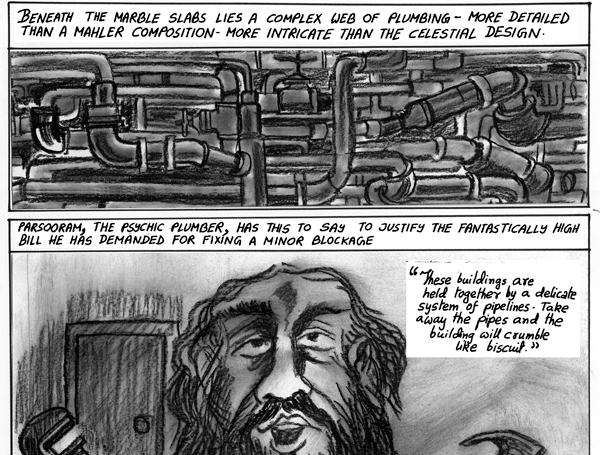 BENEATH THE MARBLE SLABS LIES A COMPLEX WEB OF PLUMBING - MORE DETAILED
THAN A MAHLER COMPOSITION - MORE INTRICATE THAN THE CELESTIAL DESIGN.
PARSOORAM, THE PSYCHIC PLUMBER, HAS THIS TO SAY TO JUSTIFY THE FANTASTICALLY HIGH
BILL HE HAS DEMANDED FOR FIXING A MINOR BLOCKAGE
"These buildings are
held together by a delicate
system of pipelines. Take
away the pipes and the
building will crumble
like biscuit."